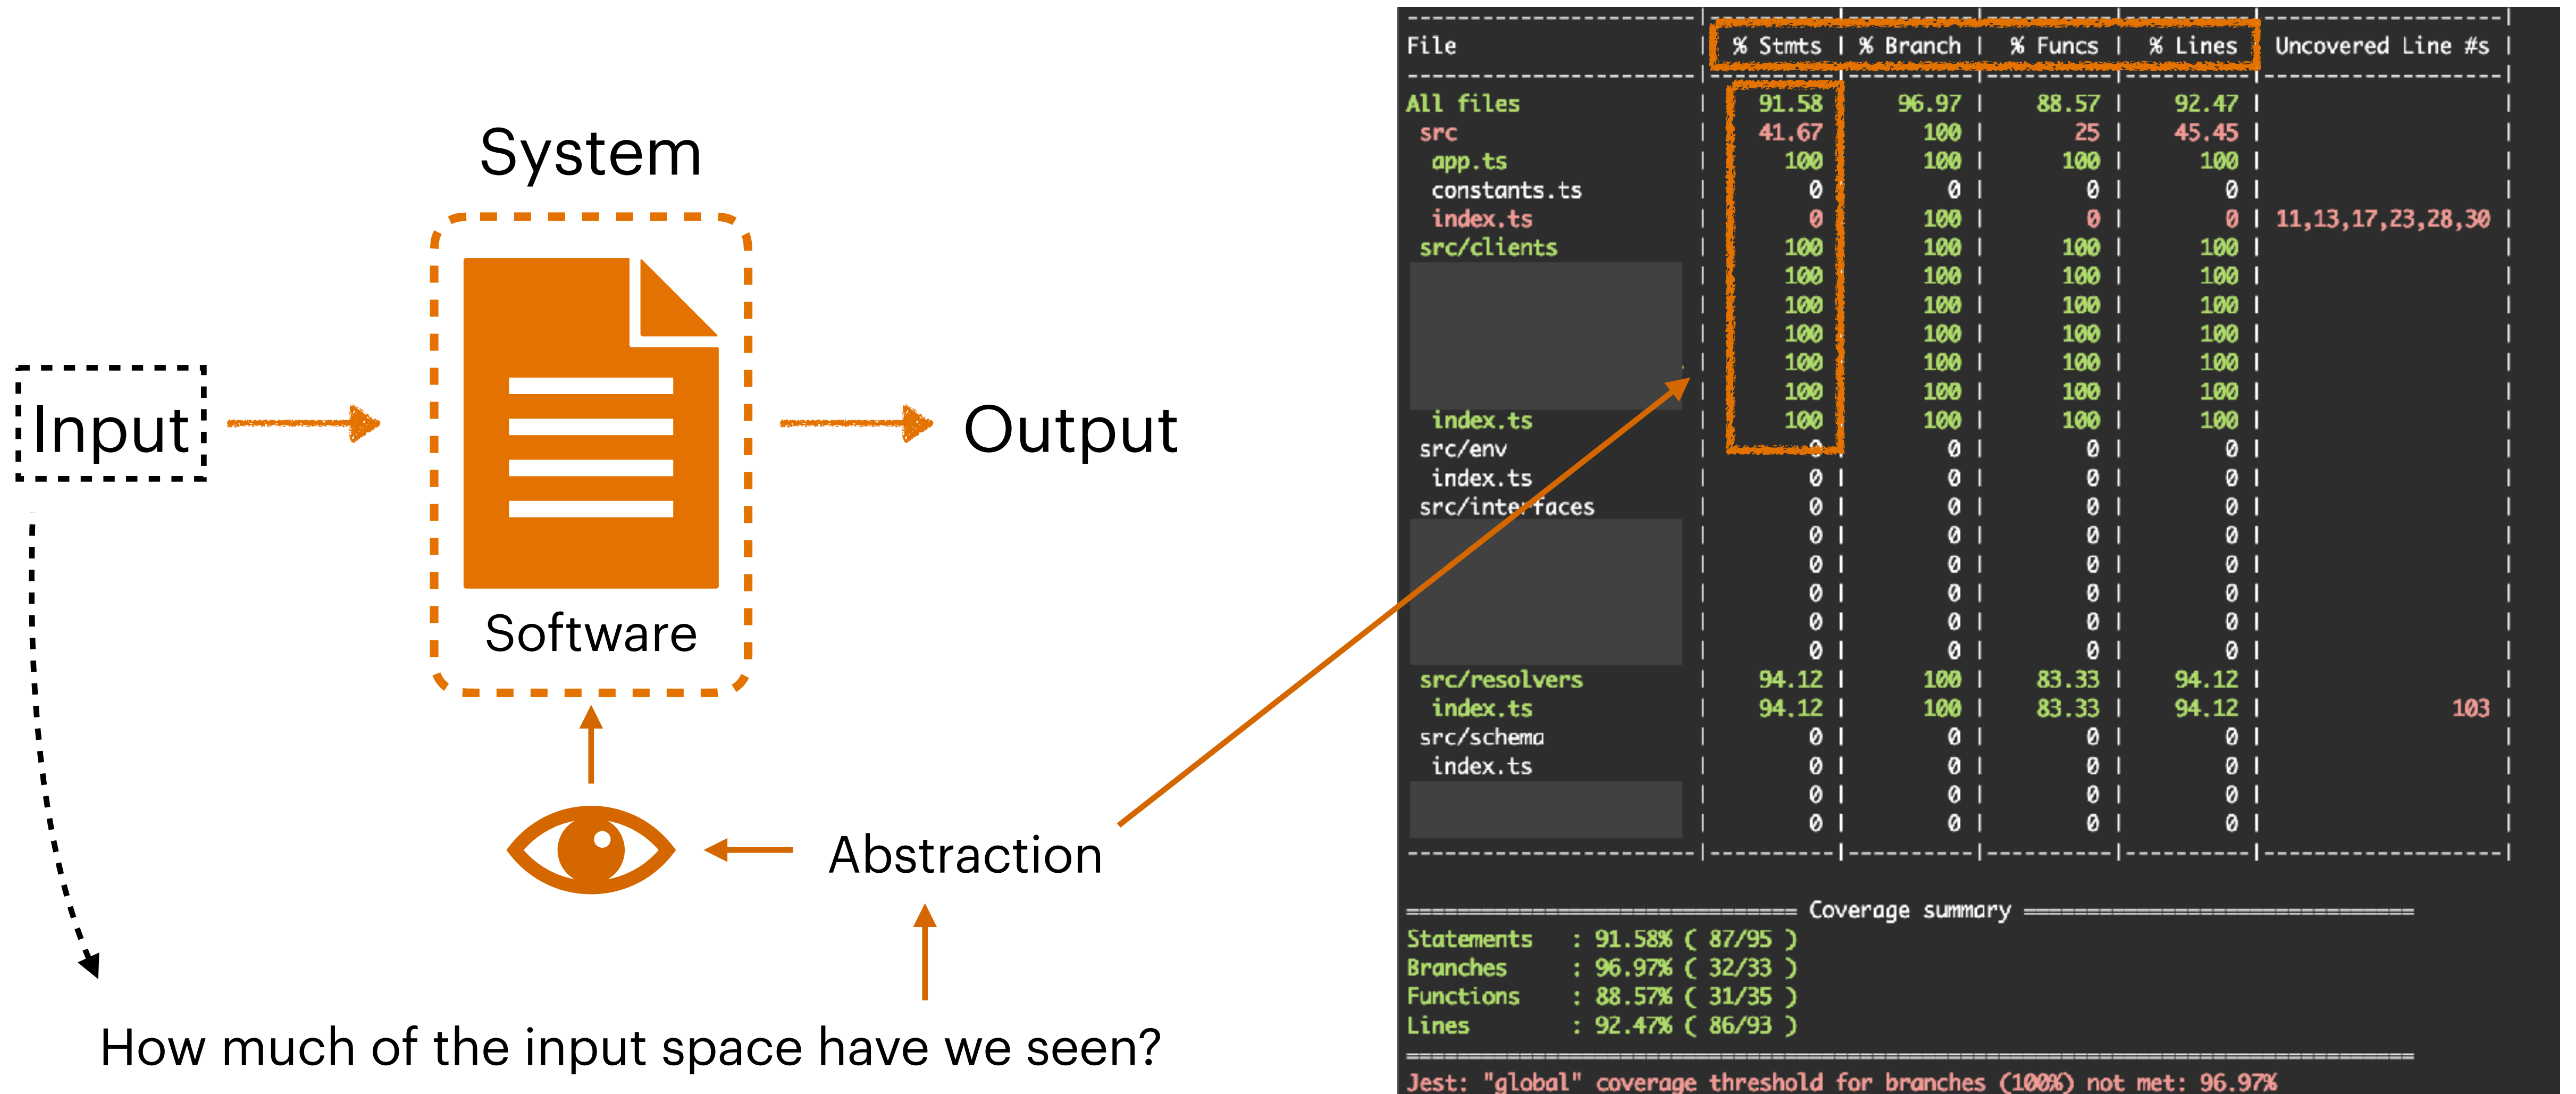 System
Software
Input
Output
Abstraction
How much of the input space have we seen?
File | % Stmts | % Branch | % Funcs | % Lines | Uncovered Line #s |
All files | 91.58 | 96.97 | 88.57 | 92.47 | |
src | 41.67 | 100 | 25 | 45.45 | |
app.ts | 100 | 100 | 100 | 100 | |
constants.ts | 0 | 0 | 0 | 0 | |
index.ts | 0 | 100 | 0 | 0 | 11,13,17,23,28,30 |
src/clients | 100 | 100 | 100 | 100 | |
| 100 | 100 | 100 | 100 | |
| 100 | 100 | 100 | 100 | |
| 100 | 100 | 100 | 100 | |
| 100 | 100 | 100 | 100 | |
| 100 | 100 | 100 | 100 | |
index.ts | 100 | 100 | 100 | 100 | |
src/env | 0 | 0 | 0 | 0 | |
index.ts | 0 | 0 | 0 | 0 | |
src/interfaces | 0 | 0 | 0 | 0 | |
| 0 | 0 | 0 | 0 | |
| 0 | 0 | 0 | 0 | |
| 0 | 0 | 0 | 0 | |
| 0 | 0 | 0 | 0 | |
| 0 | 0 | 0 | 0 | |
src/resolvers | 94.12 | 100 | 83.33 | 94.12 | |
index.ts | 94.12 | 100 | 83.33 | 94.12 | 103 |
src/schema | 0 | 0 | 0 | 0 | |
index.ts | 0 | 0 | 0 | 0 | |
| 0 | 0 | 0 | 0 | |
| 0 | 0 | 0 | 0 | |
Coverage summary
Statements : 91.58% ( 87/95 )
Branches : 96.97% ( 32/33 )
Functions : 88.57% ( 31/35 )
Lines : 92.47% ( 86/93 )
Jest: "global" coverage threshold for branches (100%) not met: 96.97%